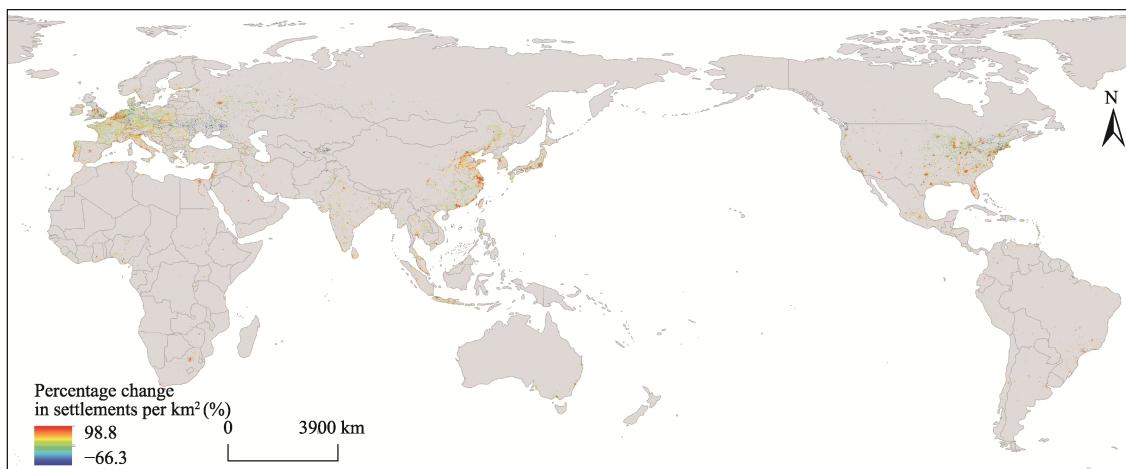 N
Percentage change
in settlements per km² (%)
98.8
−66.3
0 3900 km